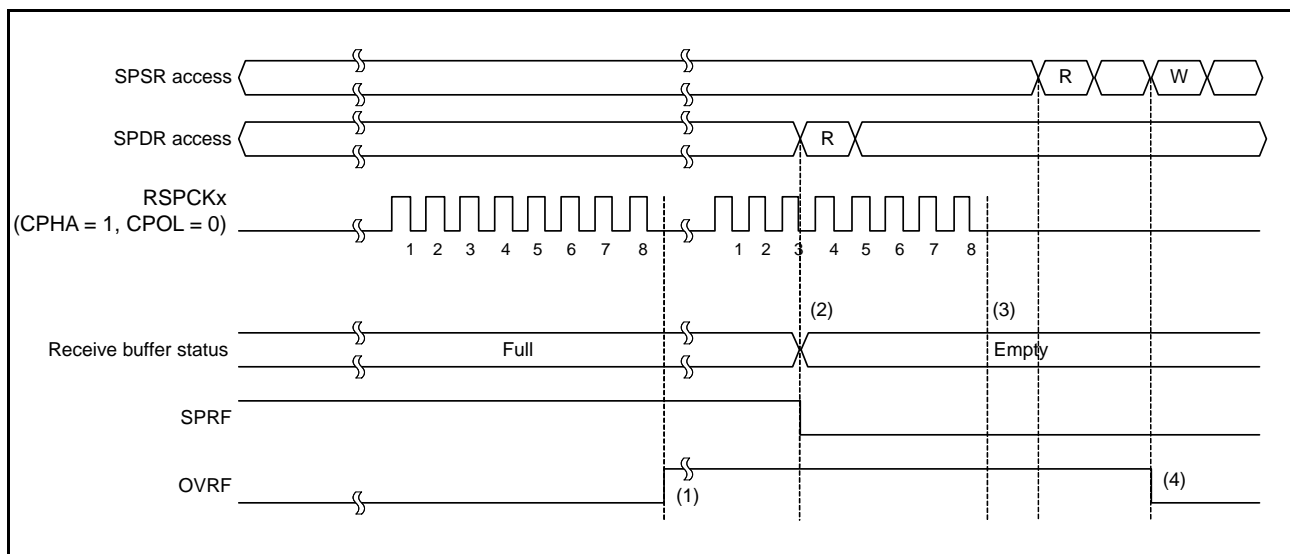 SPSR access
R
W
SPDR access
R
RSPCKx
(CPHA = 1, CPOL = 0)
1 2 3 4 5 6 7 8 1 2 3 4 5 6 7 8
(2) (3)
Receive buffer status Full Empty
SPRF
OVRF (1) (4)